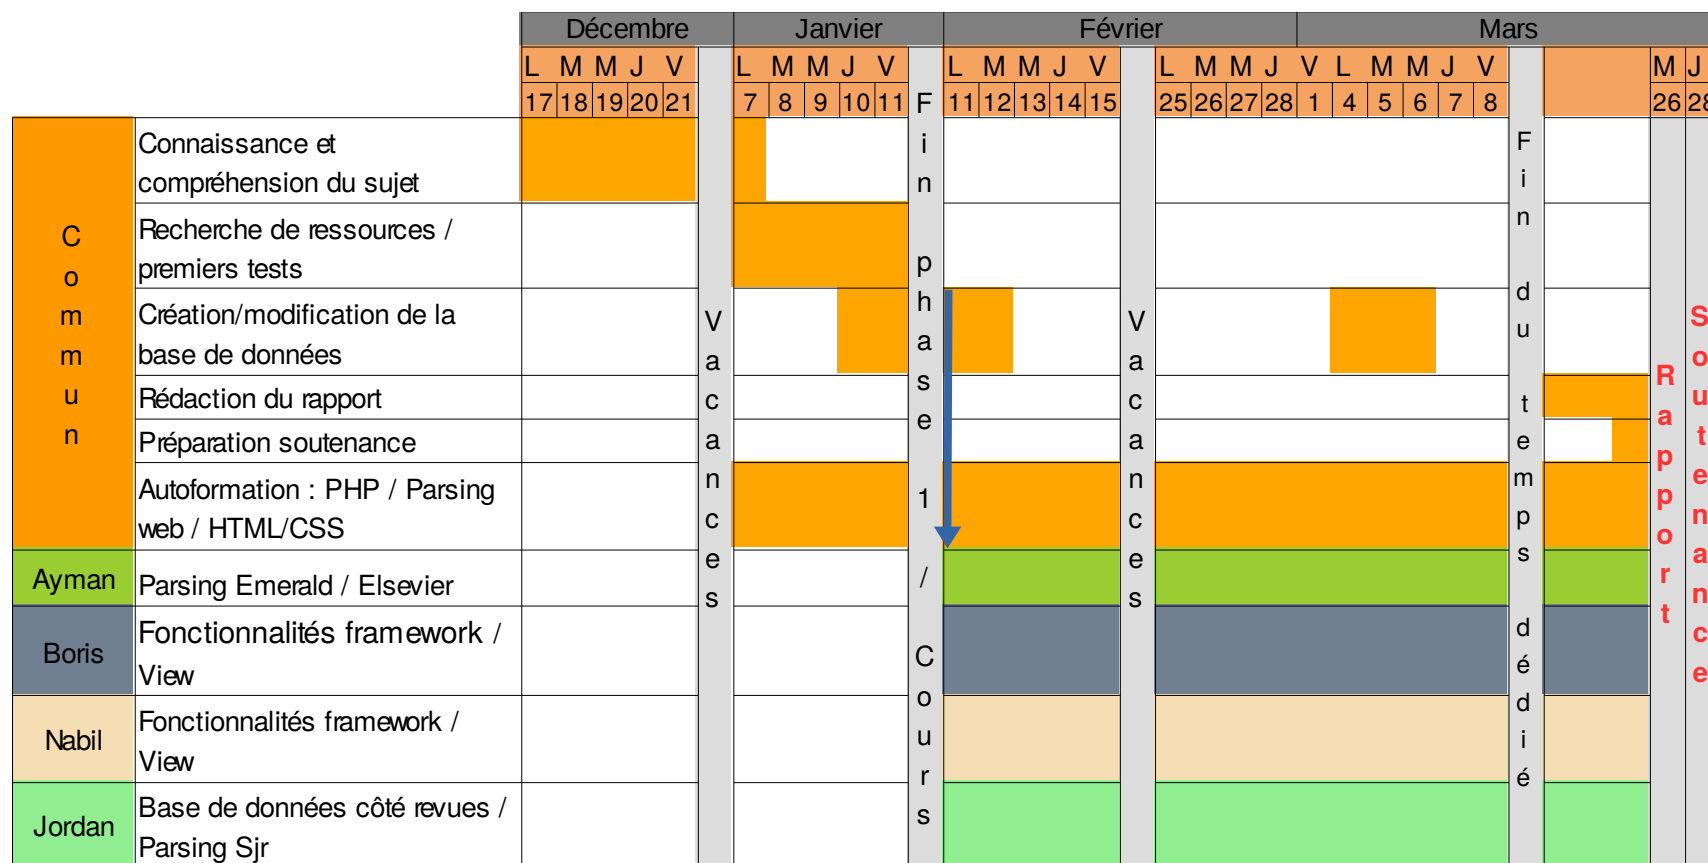 Décembre Janvier Février Mars
L M M J V L M M J V L M M J V L M M J V L M M J V M J
17 18 19 20 21 7 8 9 10 11 11 12 13 14 15 25 26 27 28 1 4 5 6 7 8 26 28
Commun
Connaissance et
compréhension du sujet
Recherche de ressources /
premiers tests
Création/modification de la
base de données
Rédaction du rapport
Préparation soutenance
Autoformation : PHP / Parsing
web / HTML/CSS
Ayman
Parsing Emerald / Elsevier
Boris
Fonctionnalités framework /
View
Nabil
Fonctionnalités framework /
View
Jordan
Base de données côté revues /
Parsing Sjr
Vacances
Fin phase 1 / Cours
Vacances
Fin du temps dédié
Rapport
Soutenance